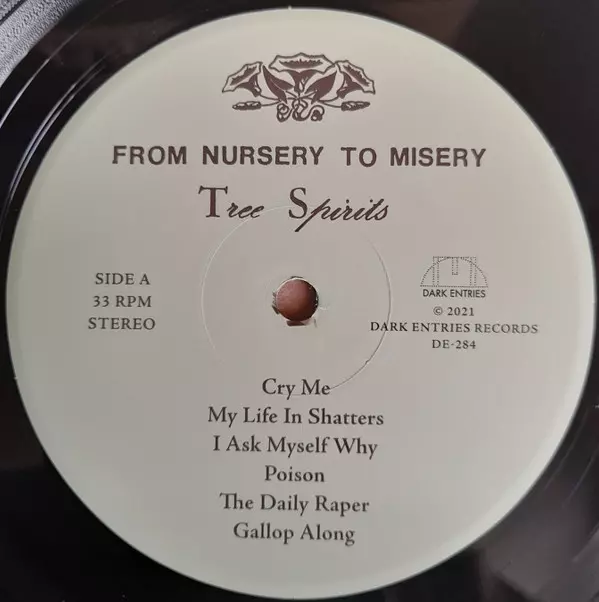 FROM NURSERY TO MISERY
Tree Spirits
SIDE A
33 RPM
STEREO
DARK ENTRIES
© 2021
DARK ENTRIES RECORDS
DE-284
Cry Me
My Life In Shatters
I Ask Myself Why
Poison
The Daily Raper
Gallop Along